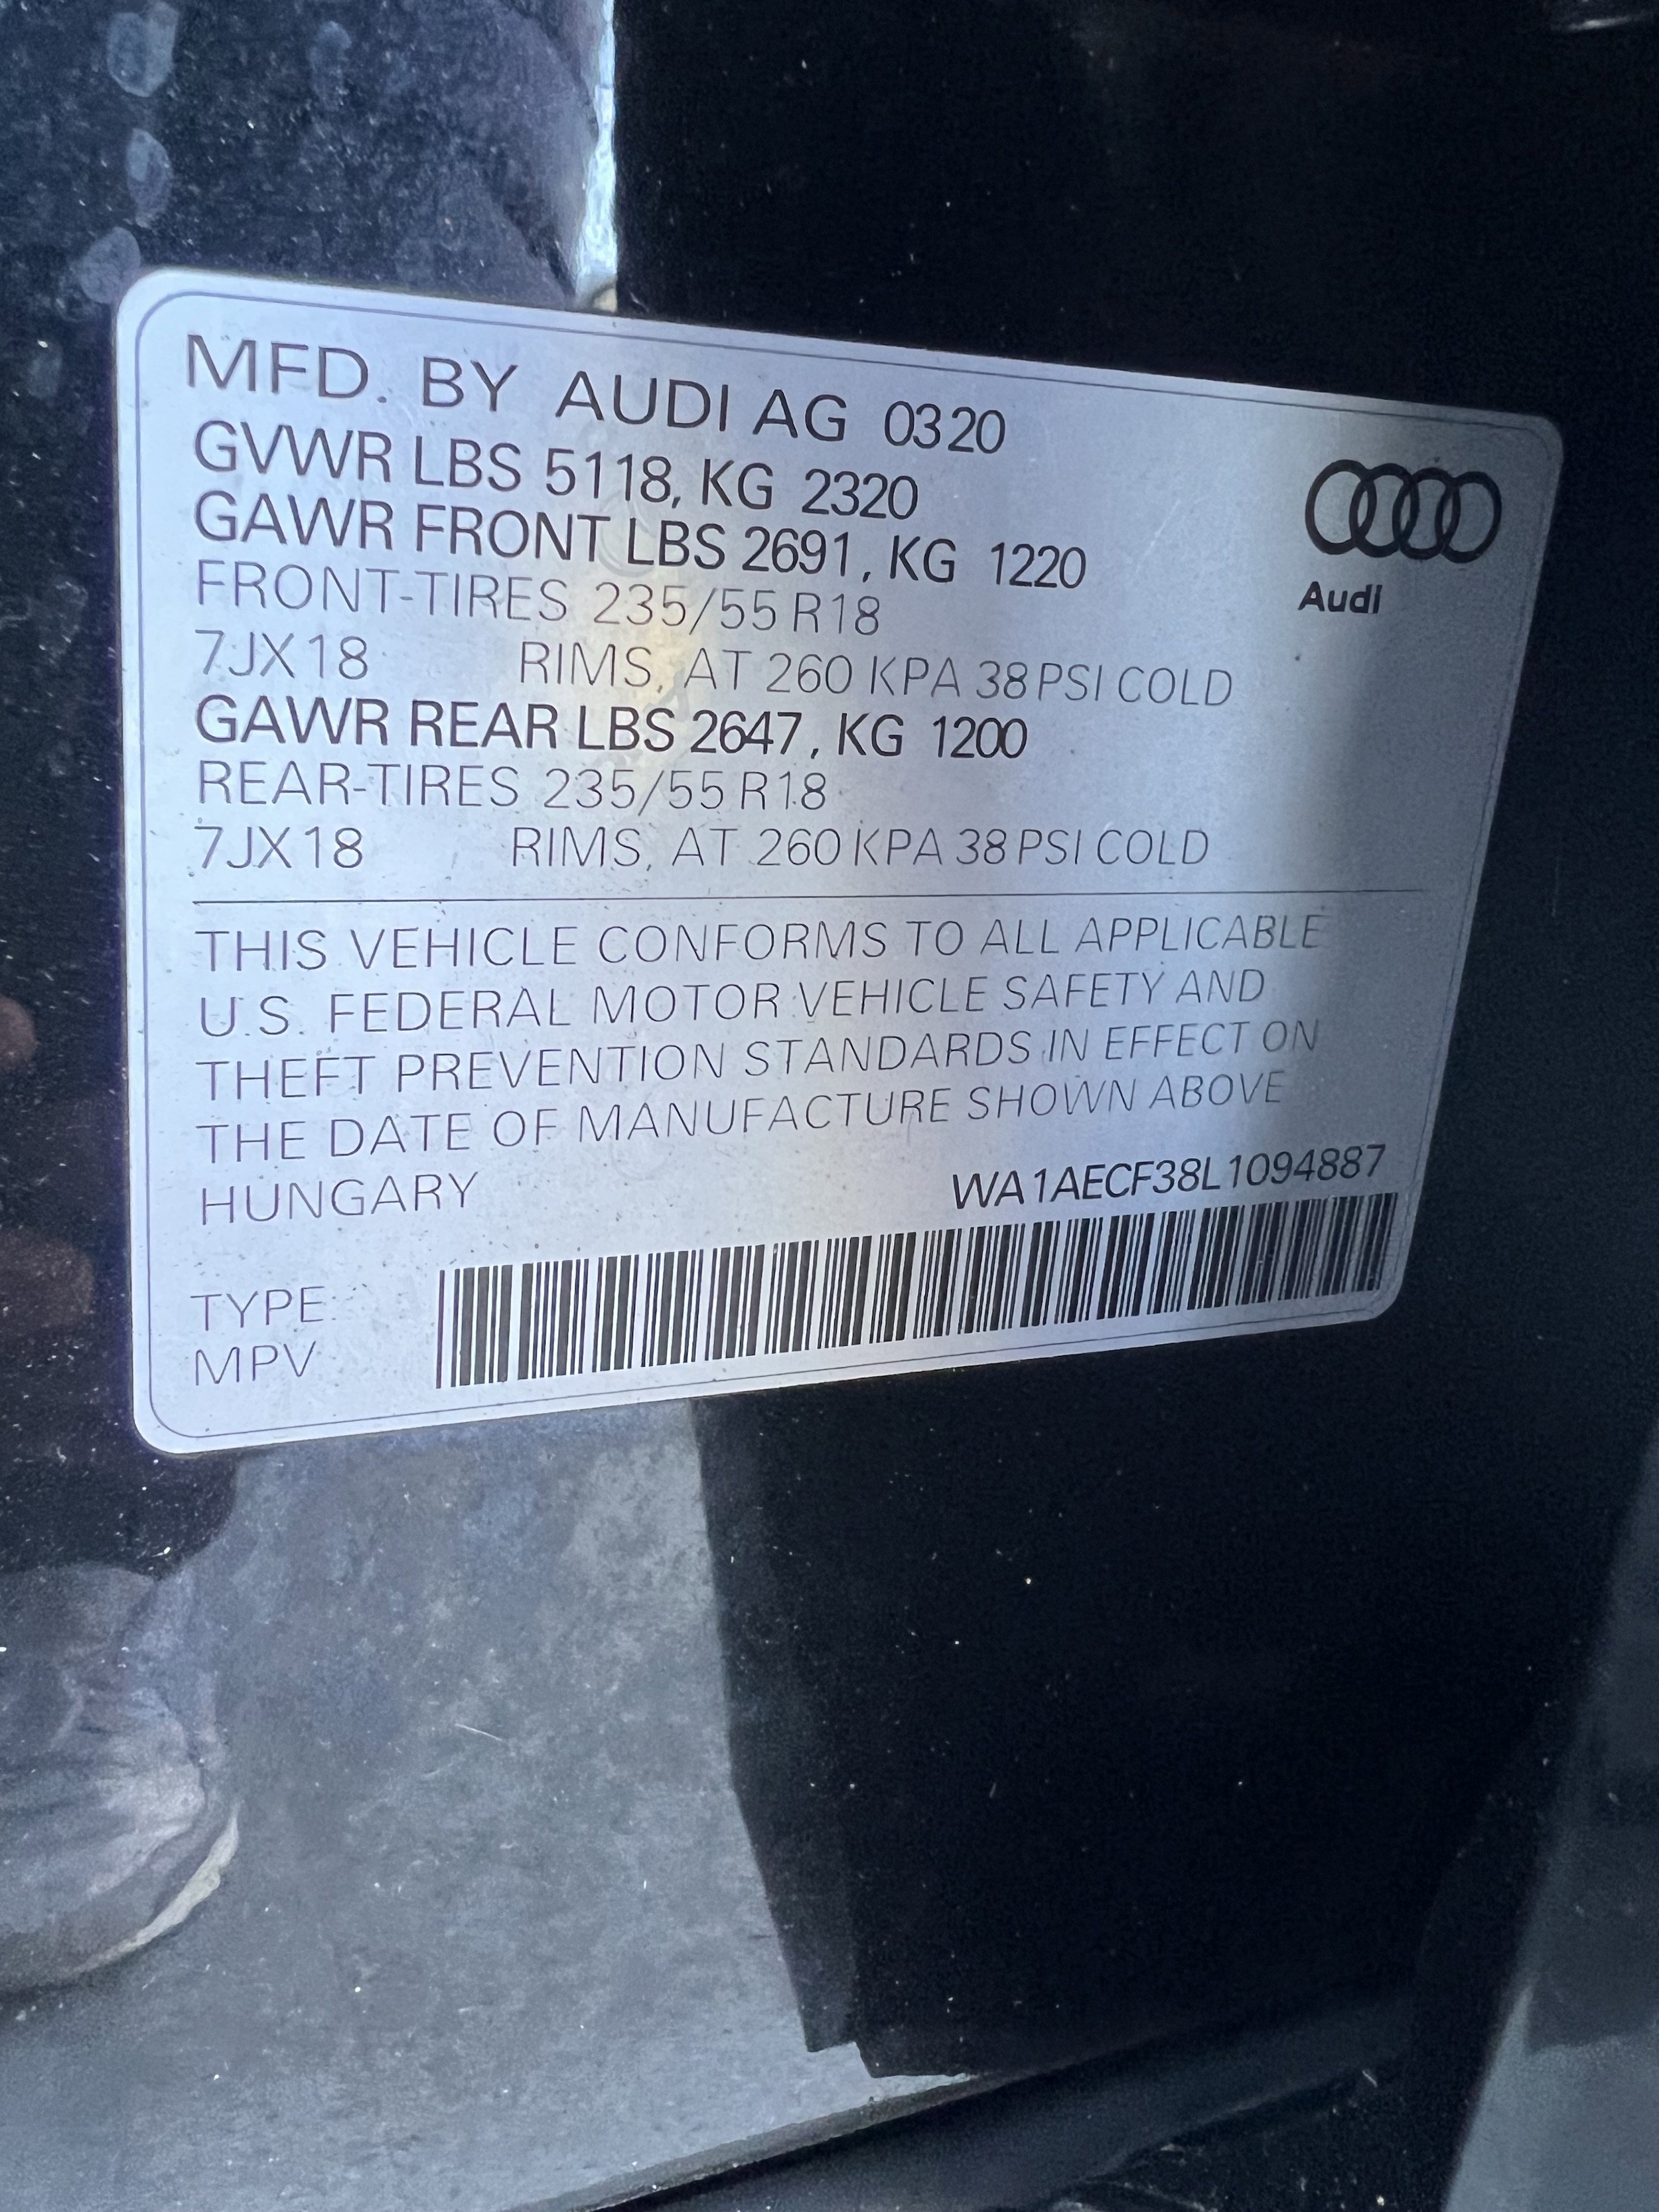 MFD. BY AUDI AG 0320
GVWR LBS 5118, KG 2320
GAWR FRONT LBS 2691, KG 1220
FRONT-TIRES 235/55 R18
7JX18 RIMS, AT 260 KPA 38 PSI COLD
GAWR REAR LBS 2647, KG 1200
REAR-TIRES 235/55 R18
7JX18 RIMS, AT 260 KPA 38 PSI COLD
Audi
THIS VEHICLE CONFORMS TO ALL APPLICABLE
U.S. FEDERAL MOTOR VEHICLE SAFETY AND
THEFT PREVENTION STANDARDS IN EFFECT ON
THE DATE OF MANUFACTURE SHOWN ABOVE
HUNGARY WA1AECF38L1094887
TYPE:
MPV